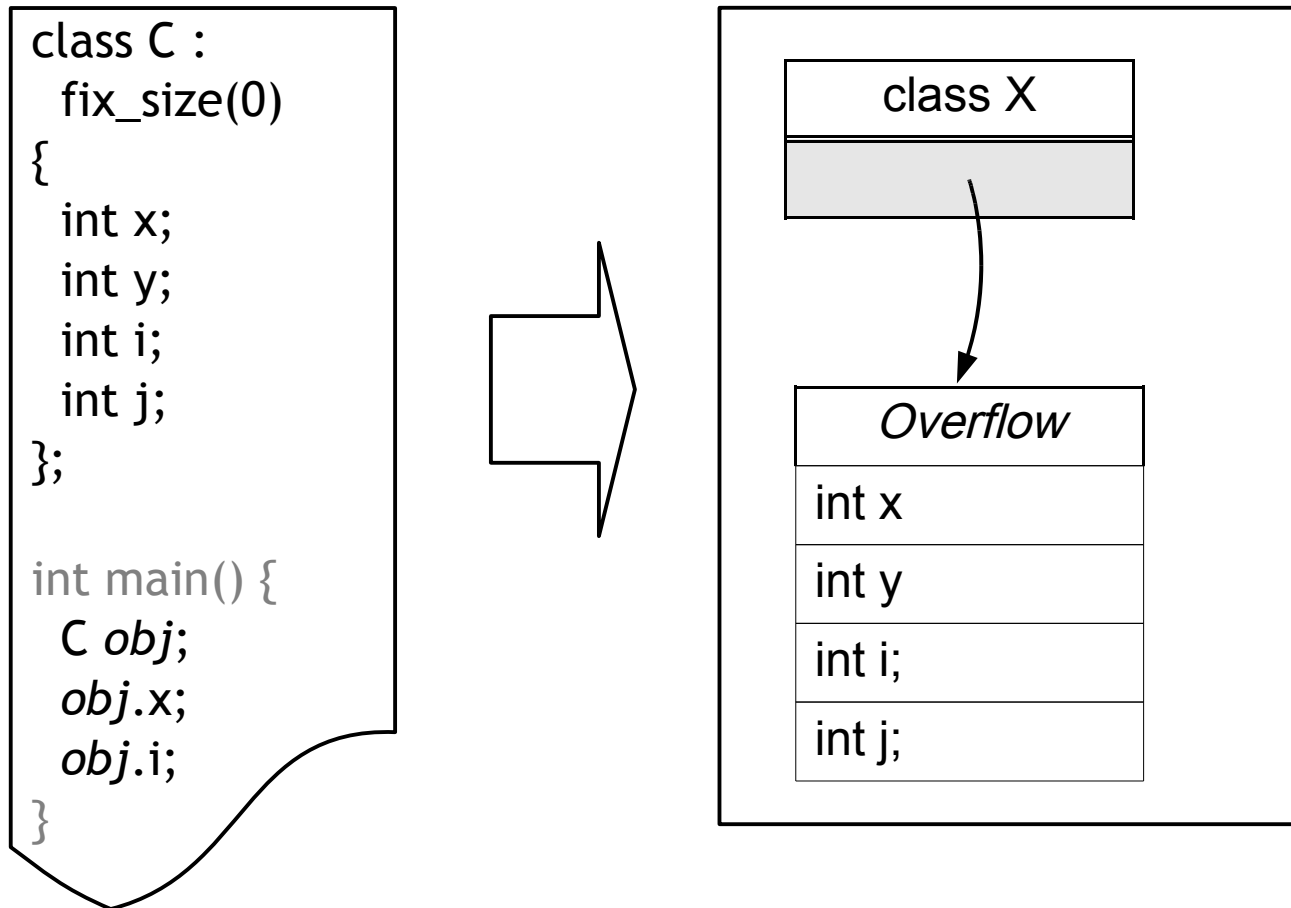 class C :
fix_size(0)
{
int x;
int y;
int i;
int j;
};
int main() {
C obj;
obj.x;
obj.i;
}
class X
Overflow
int x
int y
int i;
int j;